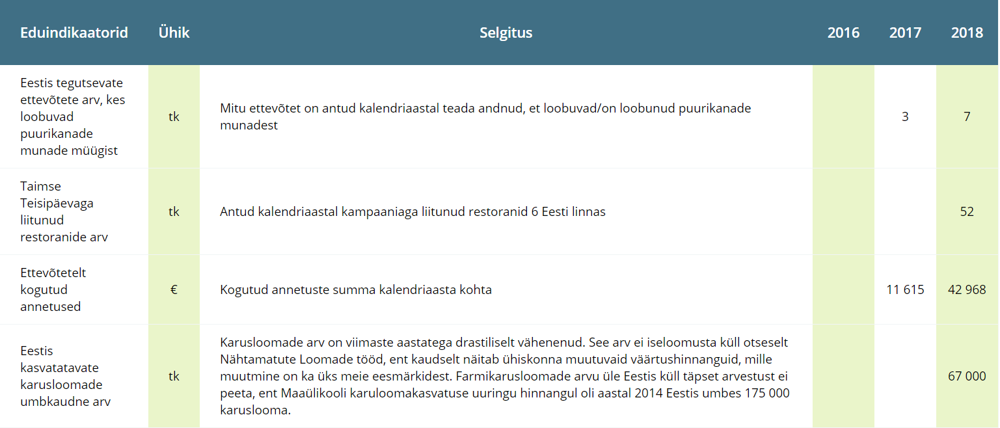 Eduindikaatorid Ühik Selgitus 2016 2017 2018
Eestis tegutsevate
ettevõtete arv, kes
loobuvad
puurikanade
munade müügist
tk
Mitu ettevõtet on antud kalendriaastal teada andnud, et loobuvad/on loobunud puurikanade
munadest
3
7
Taimse
Teisipäevaga
liitunud
restoranide arv
tk
Antud kalendriaastal kampaaniaga liitunud restoranid 6 Eesti linnas
52
Ettevõtetelt
kogutud
annetused
€
Kogutud annetuste summa kalendriaasta kohta
11 615
42 968
Eestis
kasvatatavate
karusloomade
umbkaudne arv
tk
Karusloomade arv on viimaste aastatega drastiliselt vähenenud. See arv ei iseloomusta küll otseselt
Nähtamatute Loomade tööd, ent kaudselt näitab ühiskonna muutuvaid väärtushinnanguid, mille
muutmine on ka üks meie eesmärkidest. Farmikarusloomade arvu üle Eestis küll täpset arvestust ei
peeta, ent Maaülikooli karuloomakasvatuse uuringu hinnangul oli aastal 2014 Eestis umbes 175 000
karuslooma.
67 000